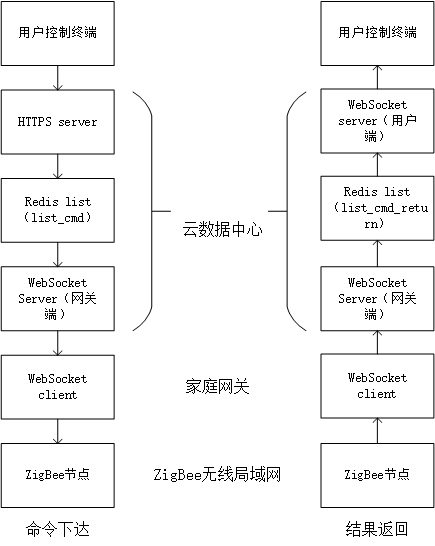 用户控制终端
HTTPS server
Redis list
（list_cmd）
WebSocket
Server（网关
端）
WebSocket
client
ZigBee节点
命令下达
云数据中心
家庭网关
ZigBee无线局域网
用户控制终端
WebSocket
server（用户
端）
Redis list
（list_cmd_retu
rn）
WebSocket
Server（网关
端）
WebSocket
client
ZigBee节点
结果返回